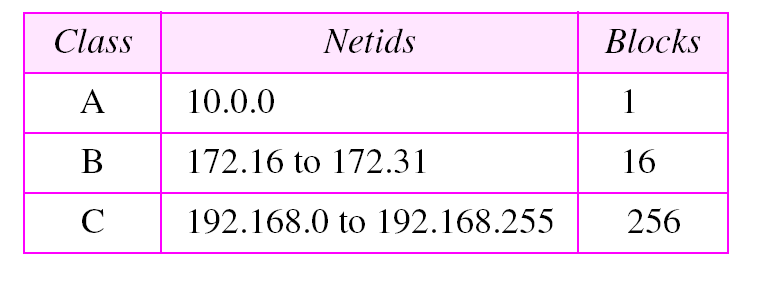 Class Netids Blocks
A 10.0.0 1
B 172.16 to 172.31 16
C 192.168.0 to 192.168.255 256